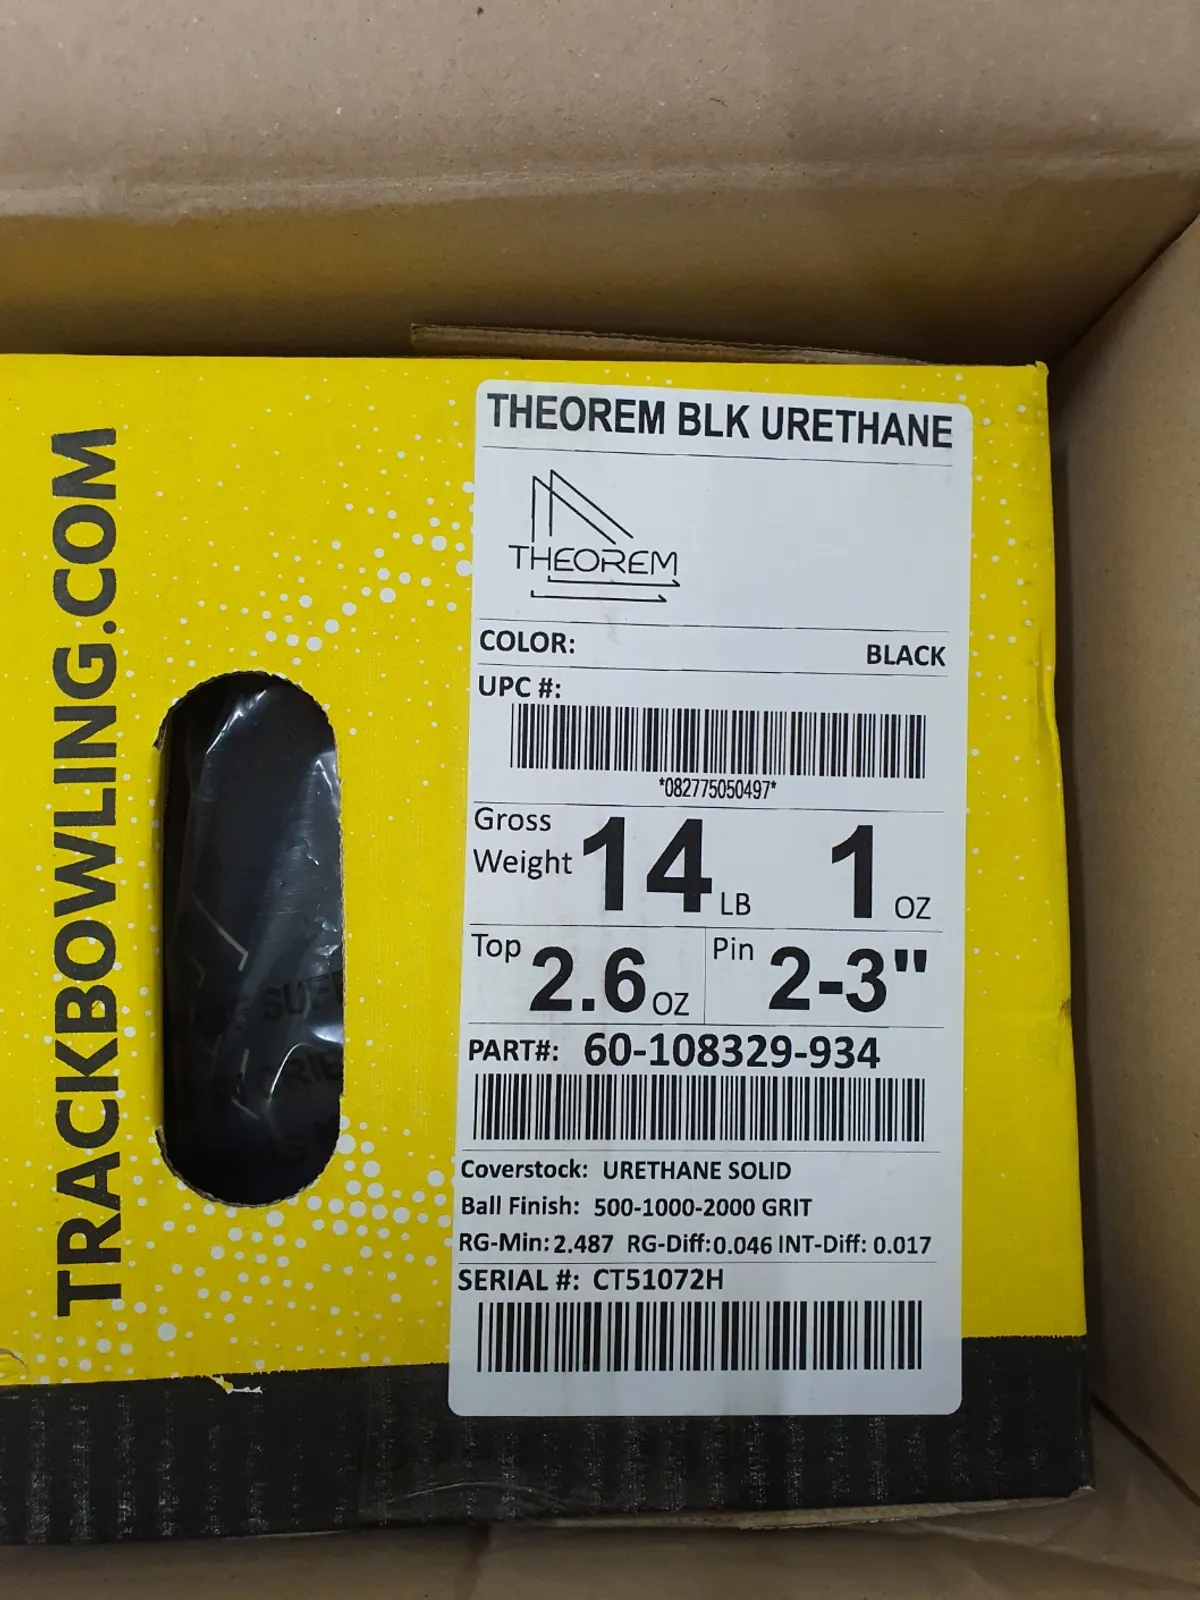 TRACKBOWLING.COM
THEOREM BLK URETHANE
THEOREM
COLOR: BLACK
UPC #:
*082775050497*
Gross Weight 14 LB 1 OZ
Top 2.6 OZ Pin 2-3"
PART#: 60-108329-934
Coverstock: URETHANE SOLID
Ball Finish: 500-1000-2000 GRIT
RG-Min: 2.487 RG-Diff: 0.046 INT-Diff: 0.017
SERIAL #: CT51072H